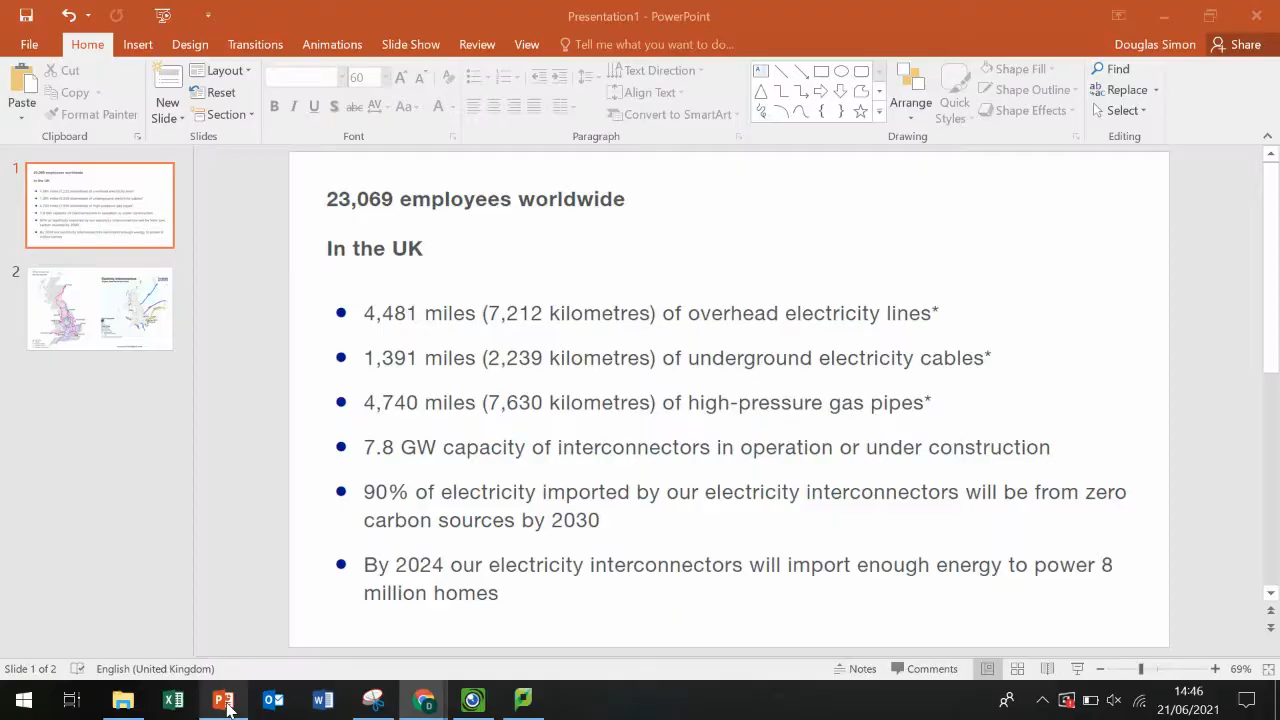 Presentation1 - PowerPoint
File Home Insert Design Transitions Animations Slide Show Review View Tell me what you want to do... Douglas Simon Share
Cut
Copy
Format Painter
Paste
Clipboard
New
Slide
Layout
Reset
Section
Slides
60
Font
Text Direction
Align Text
Convert to SmartArt
Paragraph
Arrange
Quick
Styles
Shape Fill
Shape Outline
Shape Effects
Drawing
Find
Replace
Select
Editing
1
2
23,069 employees worldwide
In the UK
4,481 miles (7,212 kilometres) of overhead electricity lines*
1,391 miles (2,239 kilometres) of underground electricity cables*
4,740 miles (7,630 kilometres) of high-pressure gas pipes*
7.8 GW capacity of interconnectors in operation or under construction
90% of electricity imported by our electricity interconnectors will be from zero
carbon sources by 2030
By 2024 our electricity interconnectors will import enough energy to power 8
million homes
Slide 1 of 2 English (United Kingdom) Notes Comments 69%
14:46
21/06/2021